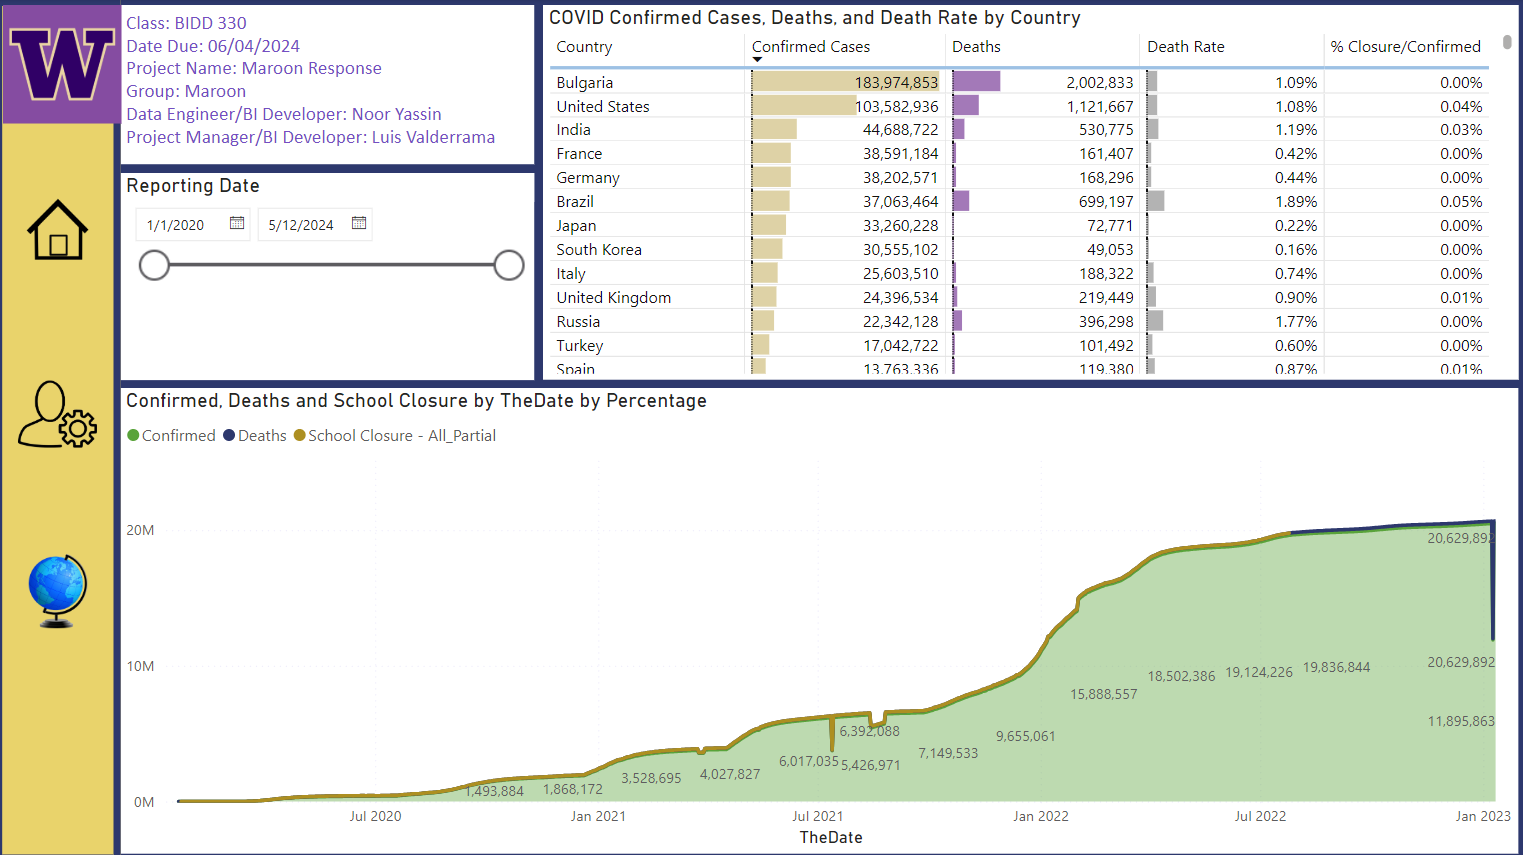 W
Class: BIDD 330
Date Due: 06/04/2024
Project Name: Maroon Response
Group: Maroon
Data Engineer/BI Developer: Noor Yassin
Project Manager/BI Developer: Luis Valderrama
Reporting Date
1/1/2020 5/12/2024
COVID Confirmed Cases, Deaths, and Death Rate by Country
Country Confirmed Cases Deaths Death Rate % Closure/Confirmed
Bulgaria 183,974,853 2,002,833 1.09% 0.00%
United States 103,582,936 1,121,667 1.08% 0.04%
India 44,688,722 530,775 1.19% 0.03%
France 38,591,184 161,407 0.42% 0.00%
Germany 38,202,571 168,296 0.44% 0.00%
Brazil 37,063,464 699,197 1.89% 0.05%
Japan 33,260,228 72,771 0.22% 0.00%
South Korea 30,555,102 49,053 0.16% 0.00%
Italy 25,603,510 188,322 0.74% 0.00%
United Kingdom 24,396,534 219,449 0.90% 0.01%
Russia 22,342,128 396,298 1.77% 0.00%
Turkey 17,042,722 101,492 0.60% 0.00%
Spain 13,763,336 119,380 0.87% 0.01%
Confirmed, Deaths and School Closure by TheDate by Percentage
Confirmed Deaths School Closure - All_Partial
20M
20,629,892
10M
20,629,892
18,502,386 19,124,226 19,836,844
15,888,557
11,895,863
6,392,088
9,655,061
7,149,533
6,017,035 5,426,971
4,027,827
3,528,695
1,868,172
1,493,884
0M
Jul 2020 Jan 2021 Jul 2021 Jan 2022 Jul 2022 Jan 2023
TheDate